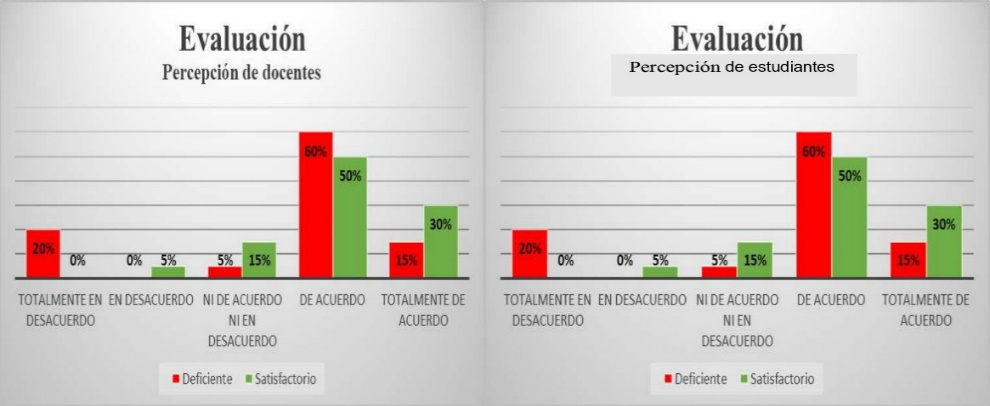 Evaluación
Percepción de docentes
60%
50%
30%
20%
0%
0%
5%
5%
15%
15%
TOTALMENTE EN DESACUERDO
EN DESACUERDO
NI DE ACUERDO NI EN DESACUERDO
DE ACUERDO
TOTALMENTE DE ACUERDO
Deficiente
Satisfactorio
Evaluación
Percepción de estudiantes
60%
50%
30%
20%
0%
0%
5%
5%
15%
15%
TOTALMENTE EN DESACUERDO
EN DESACUERDO
NI DE ACUERDO NI EN DESACUERDO
DE ACUERDO
TOTALMENTE DE ACUERDO
Deficiente
Satisfactorio